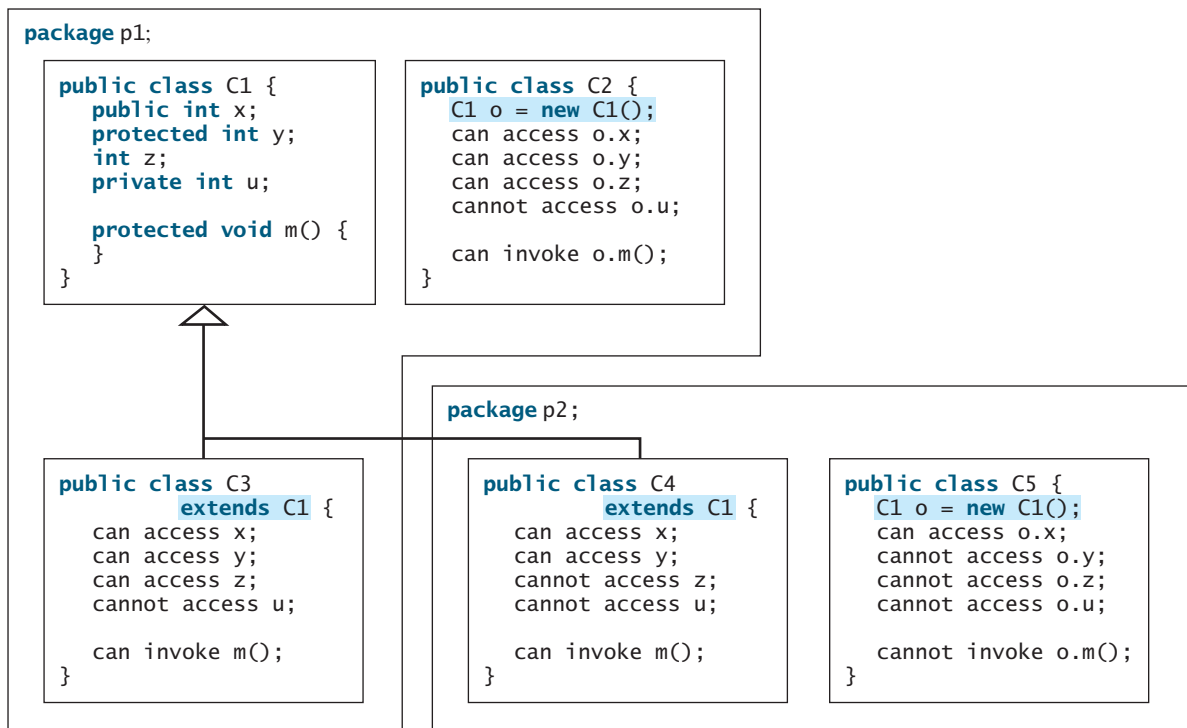 package p1;
public class C1 {
public int x;
protected int y;
int z;
private int u;
protected void m() {
}
}
public class C2 {
C1 o = new C1();
can access o.x;
can access o.y;
can access o.z;
cannot access o.u;
can invoke o.m();
}
package p2;
public class C3
extends C1 {
can access x;
can access y;
can access z;
cannot access u;
can invoke m();
}
public class C4
extends C1 {
can access x;
can access y;
cannot access z;
cannot access u;
can invoke m();
}
public class C5 {
C1 o = new C1();
can access o.x;
cannot access o.y;
cannot access o.z;
cannot access o.u;
cannot invoke o.m();
}